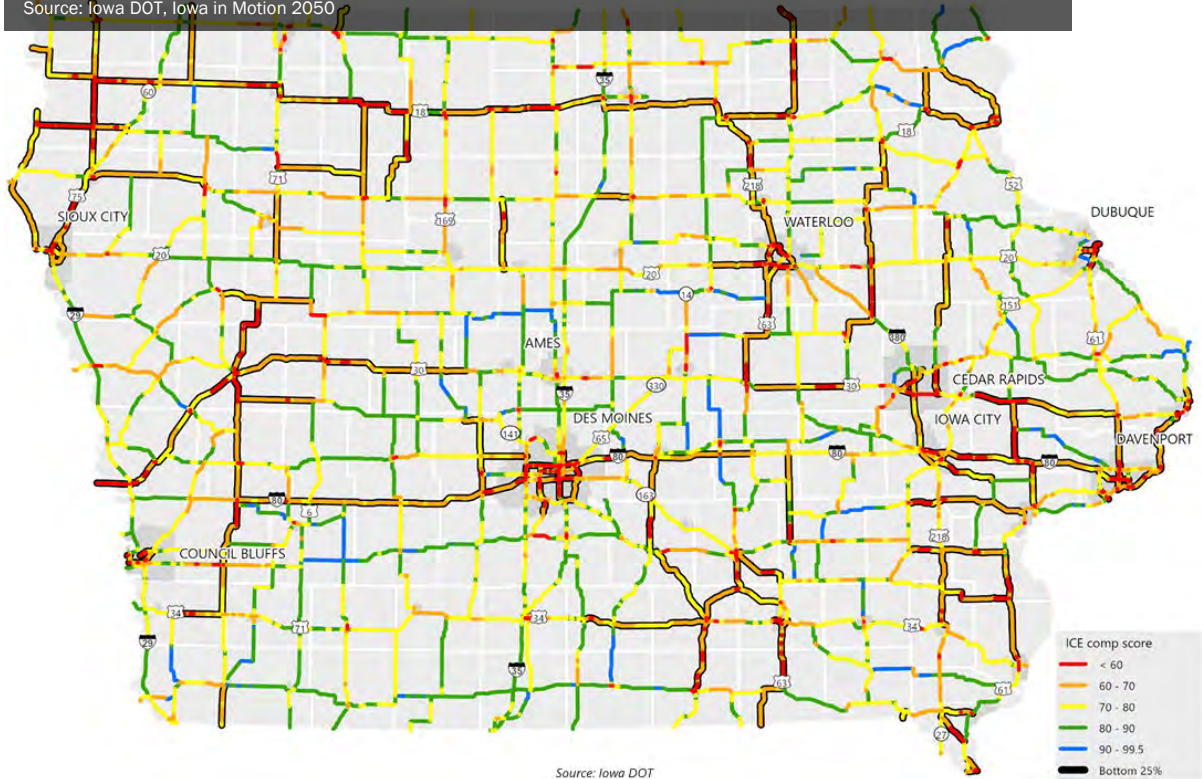 Source: Iowa DOT, Iowa in Motion 2050
35
60
18
18
71
75
218
52
SIOUX CITY
169
WATERLOO
DUBUQUE
20
20
20
14
29
151
63
380
61
AMES
30
330
30
35
CEDAR RAPIDS
DES MOINES
IOWA CITY
141
65
80
80
80
DAVENPORT
163
80
6
218
COUNCIL BLUFFS
34
34
34
71
29
35
63
61
27
ICE comp score
< 60
60 - 70
70 - 80
80 - 90
90 - 99.5
Bottom 25%
Source: Iowa DOT